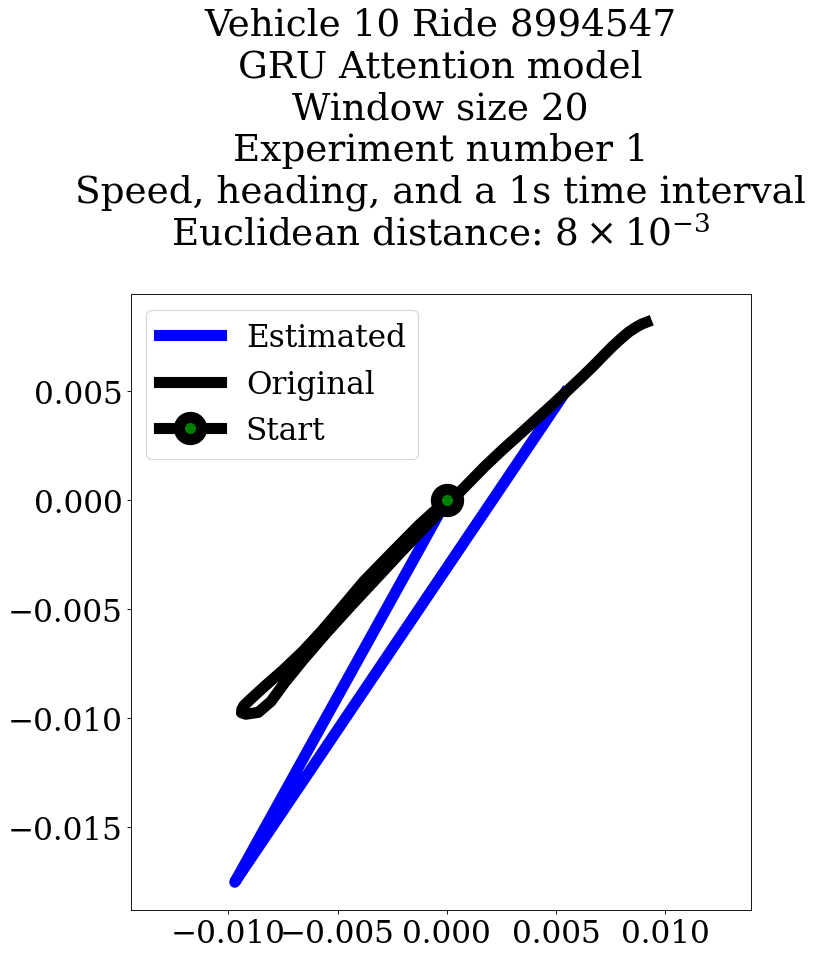 Vehicle 10 Ride 8994547
GRU Attention model
Window size 20
Experiment number 1
Speed, heading, and a 1s time interval
Euclidean distance: 8 × 10⁻³
Estimated
Original
Start
0.005
0.000
−0.005
−0.010
−0.015
−0.010 −0.005 0.000 0.005 0.010